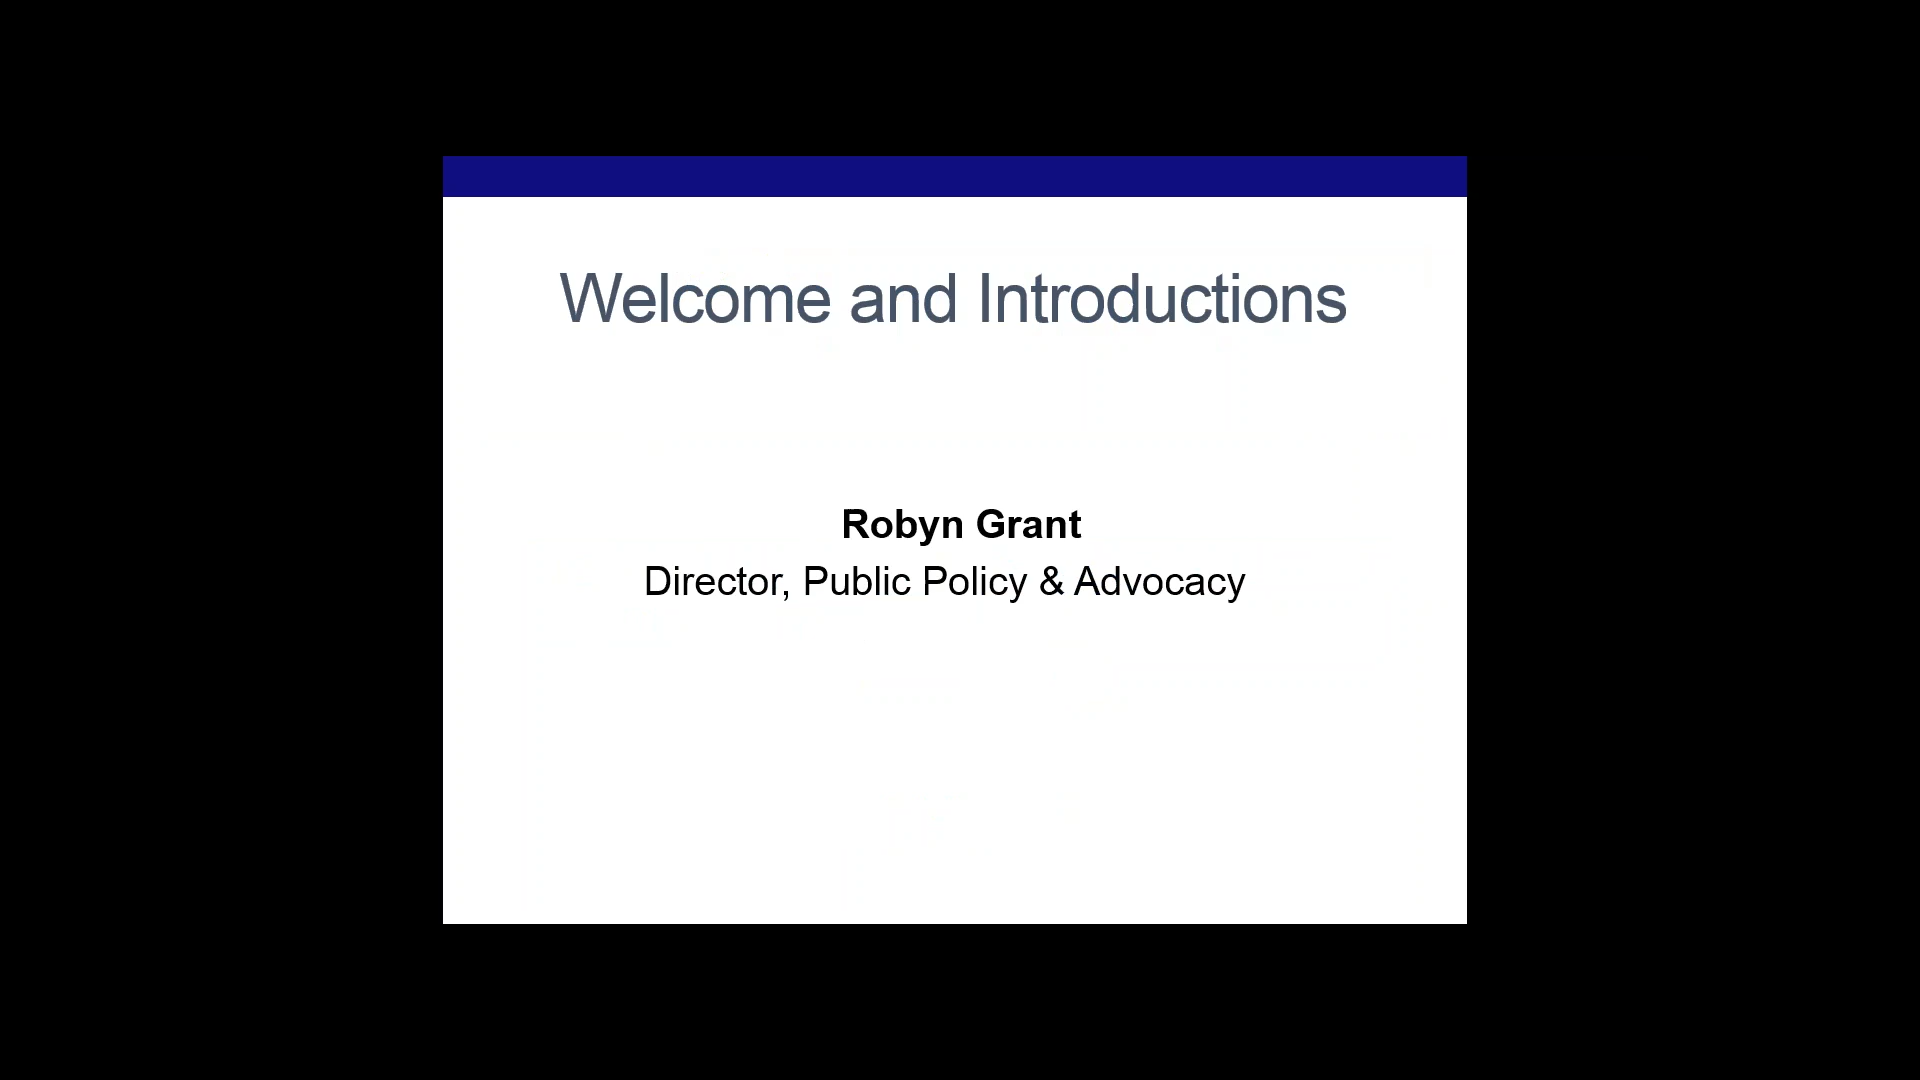 Welcome and Introductions
Robyn Grant
Director, Public Policy & Advocacy